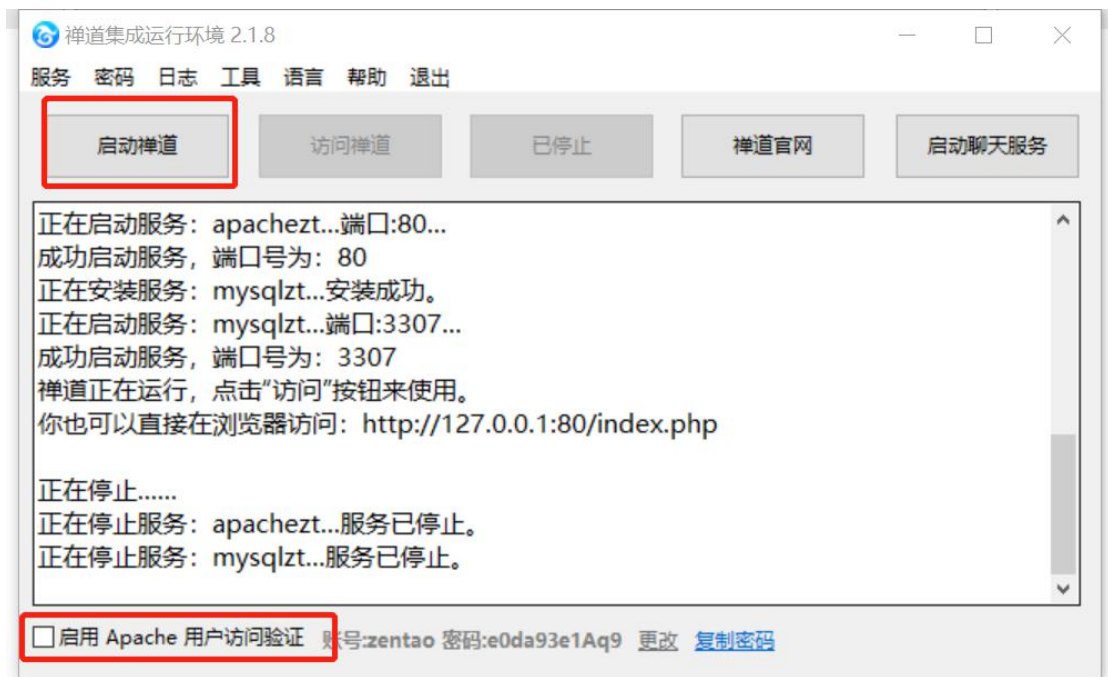 禅道集成运行环境 2.1.8
服务 密码 日志 工具 语言 帮助 退出
启动禅道 访问禅道 已停止 禅道官网 启动聊天服务
正在启动服务：apachezt...端口:80...
成功启动服务，端口号为：80
正在安装服务：mysqlzt...安装成功。
正在启动服务：mysqlzt...端口:3307...
成功启动服务，端口号为：3307
禅道正在运行，点击“访问”按钮来使用。
你也可以直接在浏览器访问：http://127.0.0.1:80/index.php
正在停止......
正在停止服务：apachezt...服务已停止。
正在停止服务：mysqlzt...服务已停止。
启用 Apache 用户访问验证 账号:zentao 密码:e0da93e1Aq9 更改 复制密码